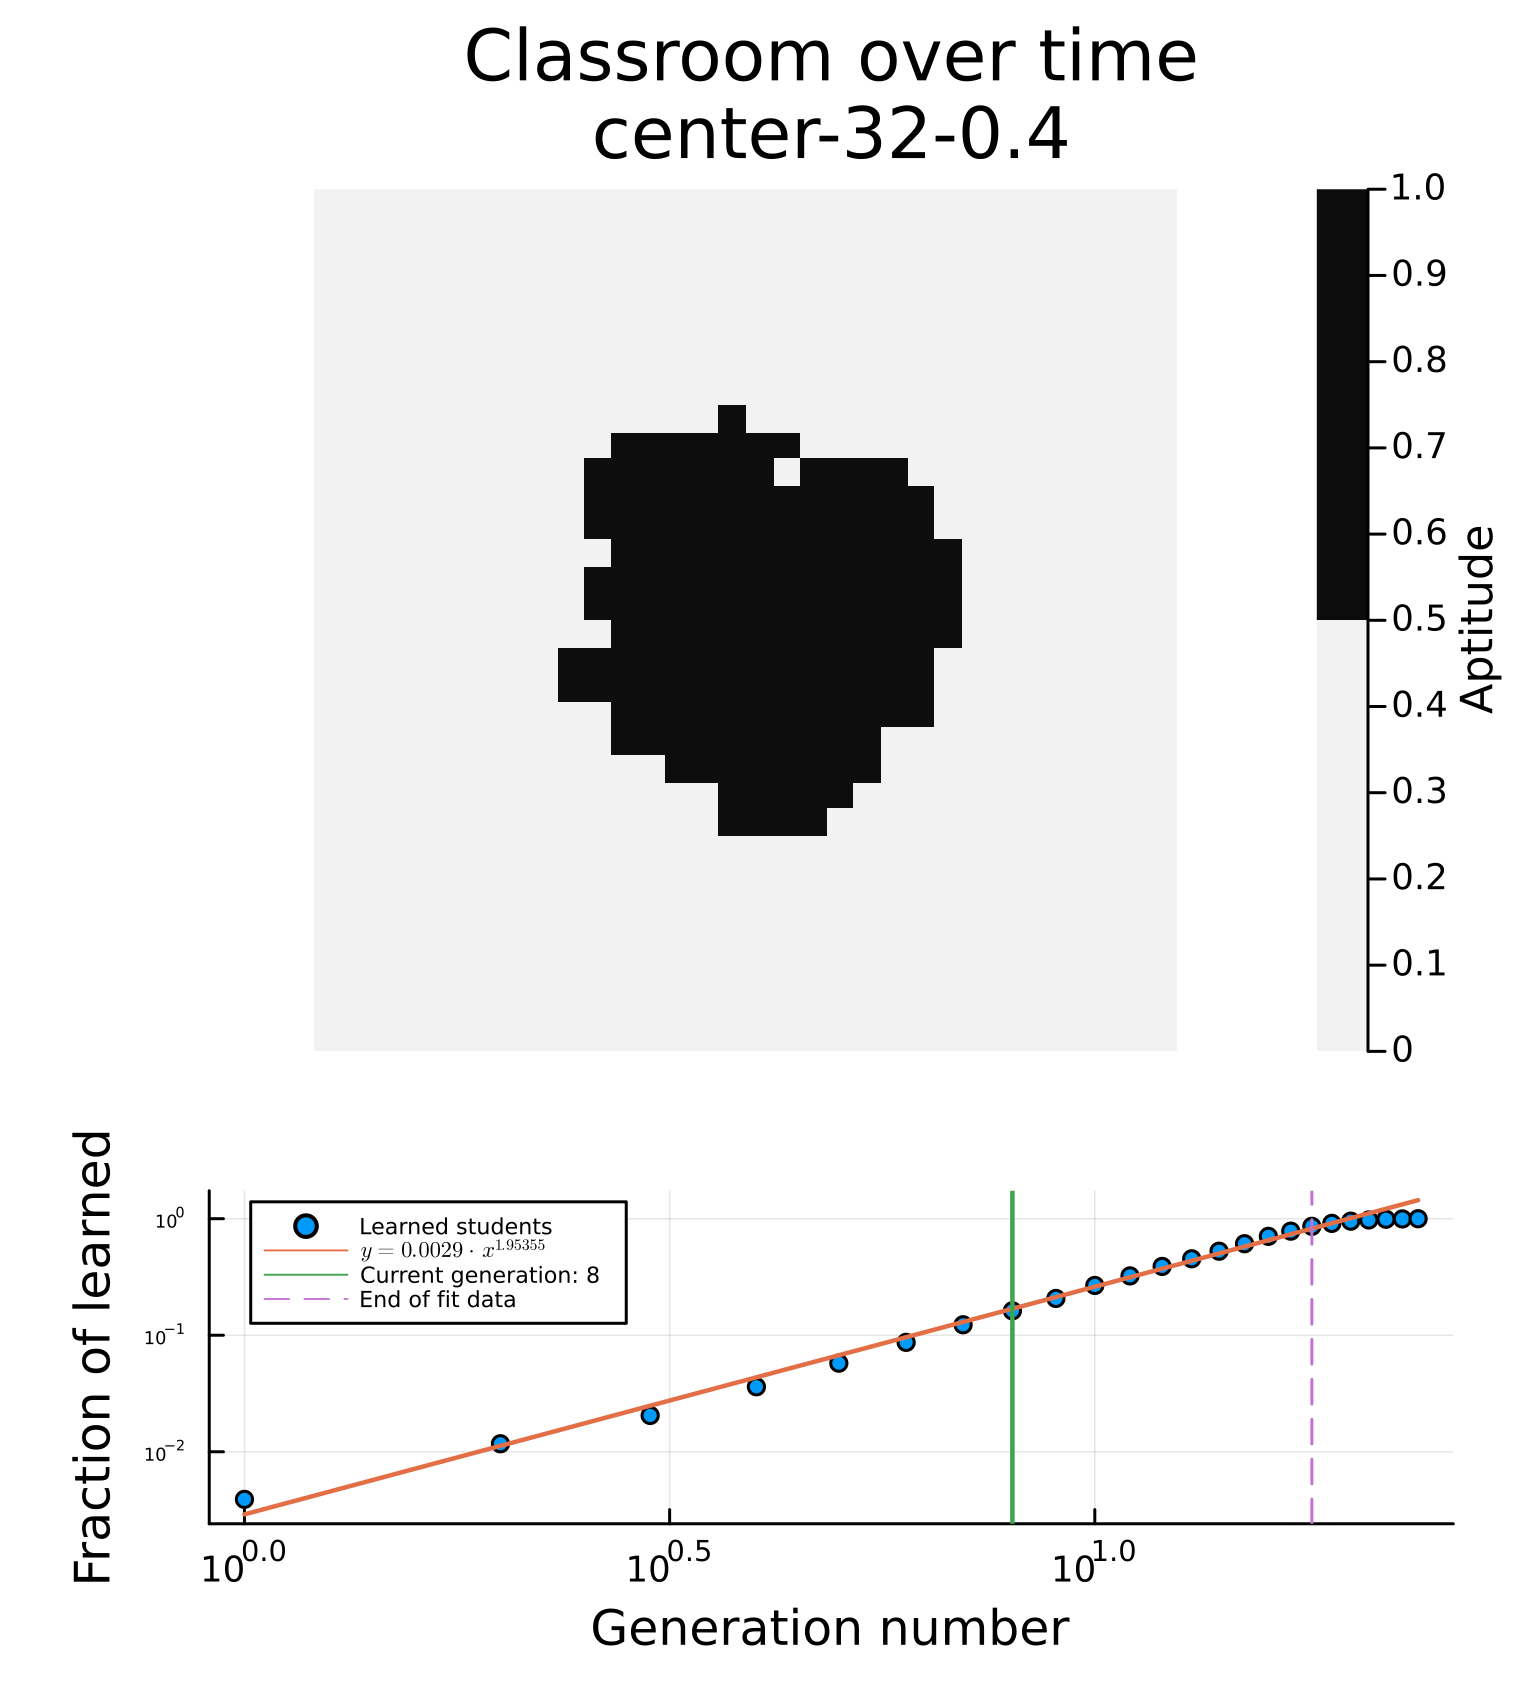 Classroom over time
center-32-0.4
1.0
0.9
0.8
0.7
0.6
0.5
0.4
0.3
0.2
0.1
0
Aptitude
Fraction of learned
10⁰
10⁻¹
10⁻²
Learned students
y = 0.0029 · x^1.95355
Current generation: 8
End of fit data
10^0.0
10^0.5
10^1.0
Generation number